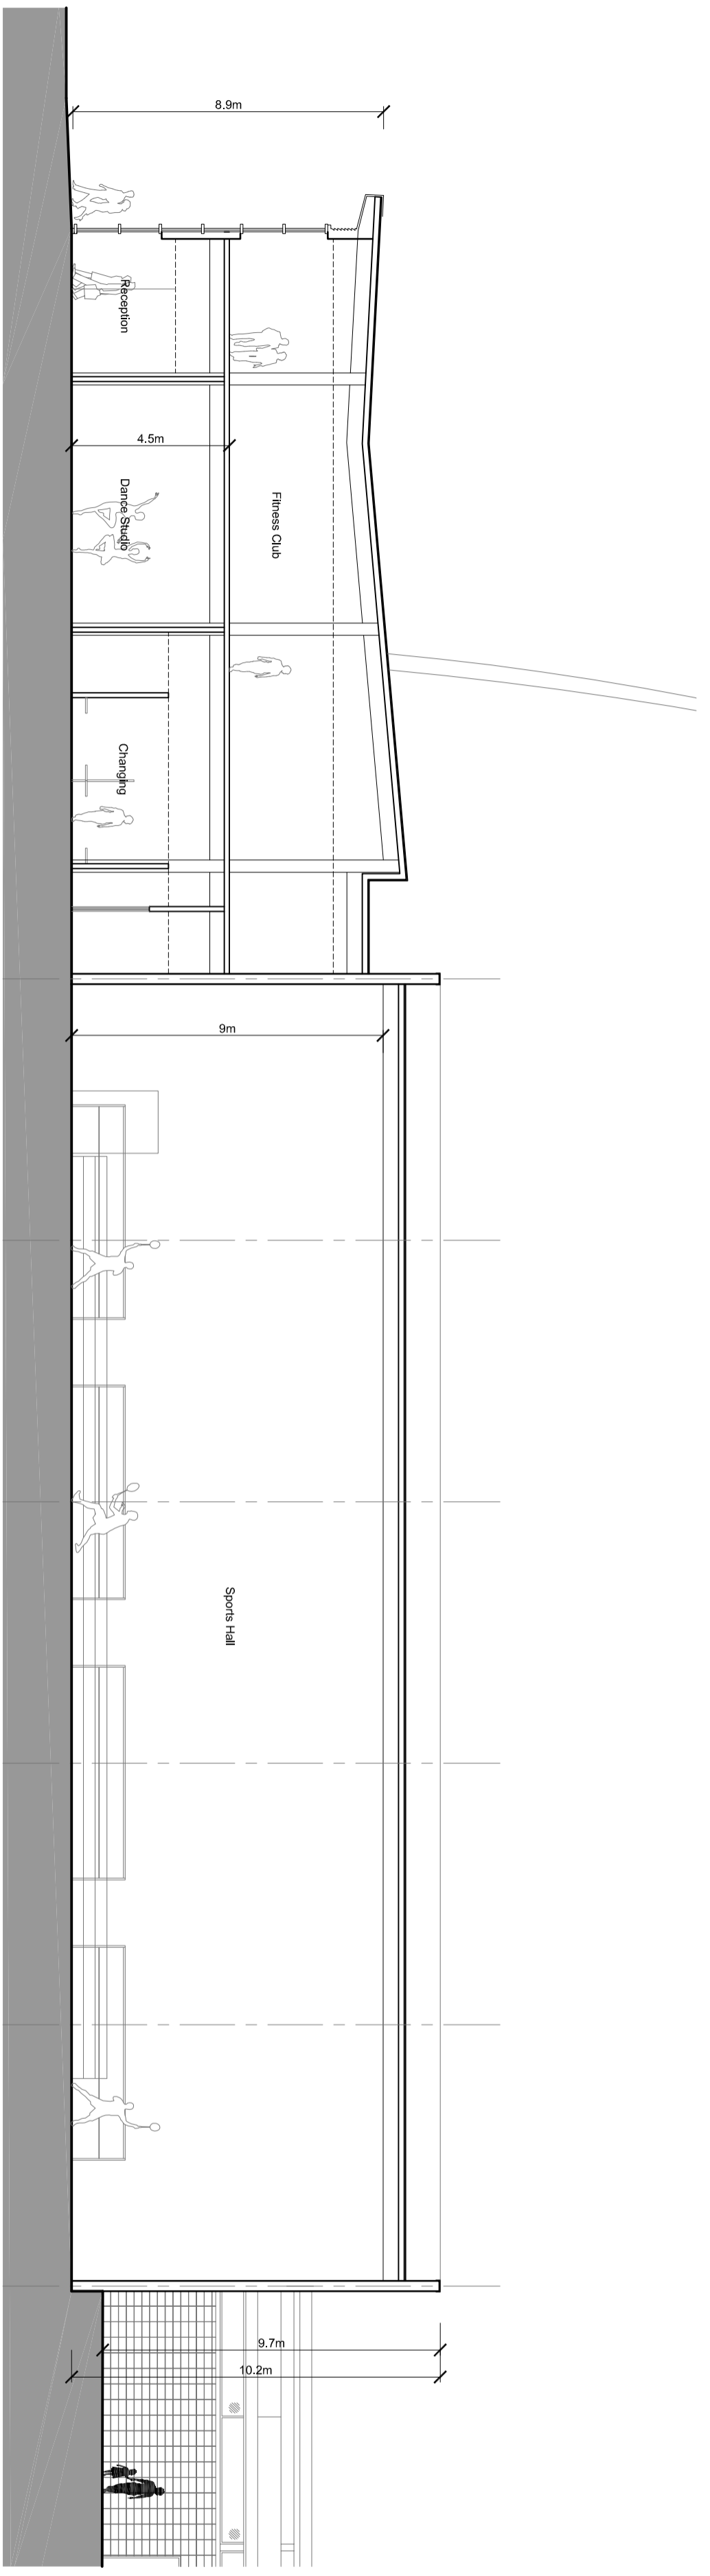 8.9m
Reception
4.5m
Dance Studio
Fitness Club
Changing
9m
Sports Hall
9.7m
10.2m